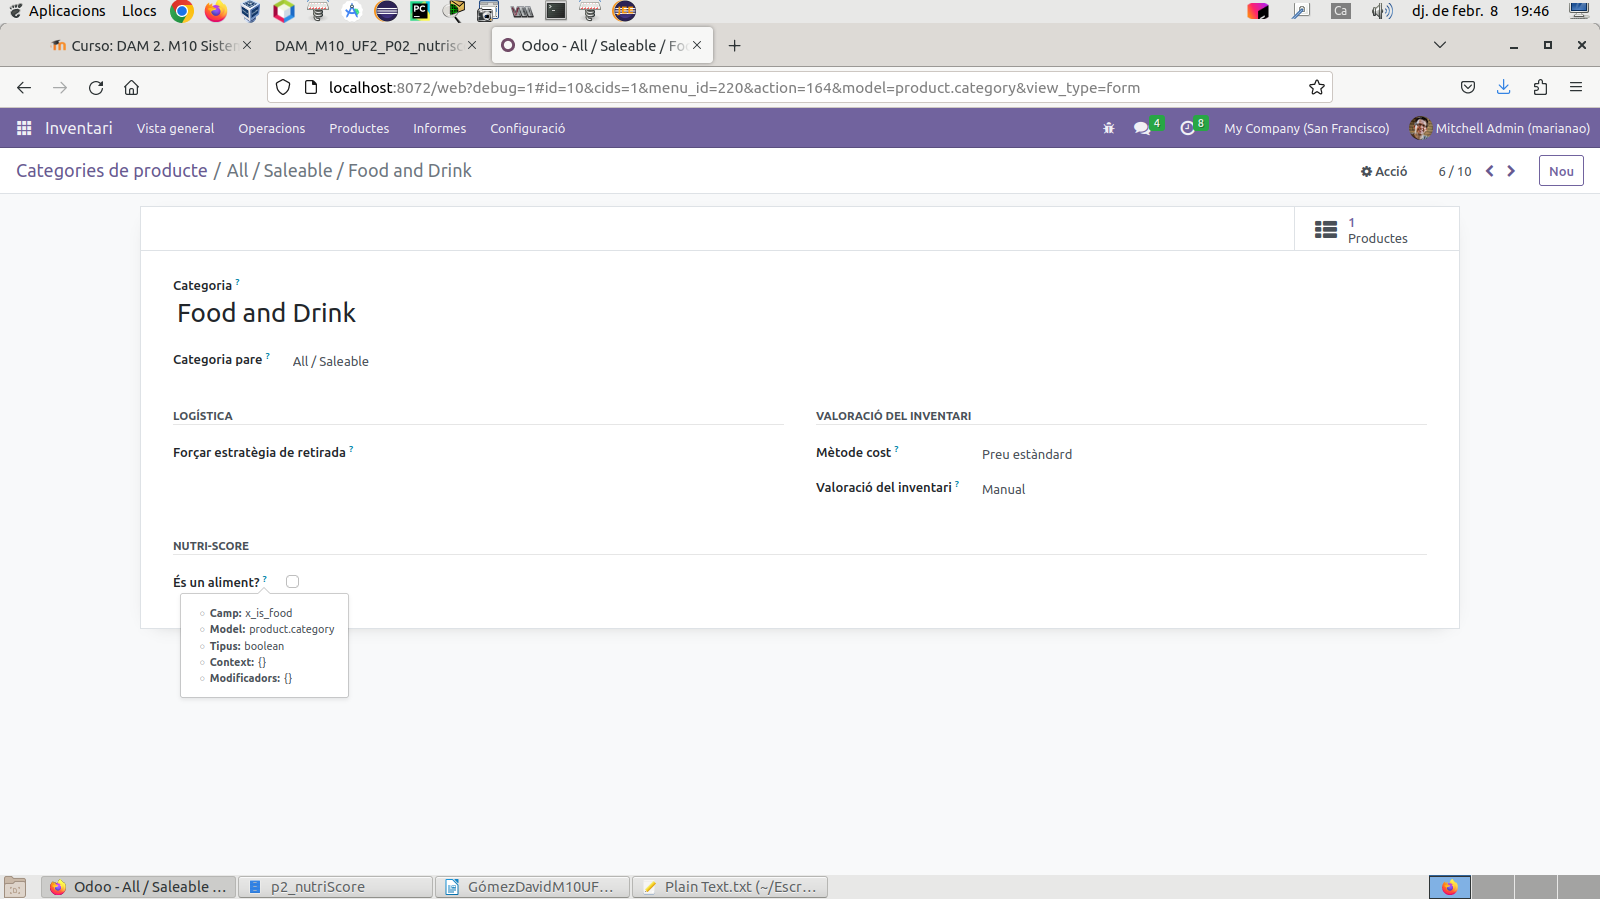 Aplicacions Llocs Ca dj. de febr. 8 19:46
Curso: DAM 2. M10 Sister DAM_M10_UF2_P02_nutrisc Odoo - All / Saleable / Fo
localhost:8072/web?debug=1#id=10&cids=1&menu_id=220&action=164&model=product.category&view_type=form
Inventari Vista general Operacions Productes Informes Configuració 4 8 My Company (San Francisco) Mitchell Admin (marianao)
Categories de producte / All / Saleable / Food and Drink Acció 6 / 10 Nou
1
Productes
Categoria ?
Food and Drink
Categoria pare ? All / Saleable
LOGÍSTICA VALORACIÓ DEL INVENTARI
Forçar estratègia de retirada ? Mètode cost ? Preu estàndard
Valoració del inventari ? Manual
NUTRI-SCORE
És un aliment? ?
Camp: x_is_food
Model: product.category
Tipus: boolean
Context: {}
Modificadors: {}
Odoo - All / Saleable ... p2_nutriScore GómezDavidM10UF... Plain Text.txt (~/Escr...